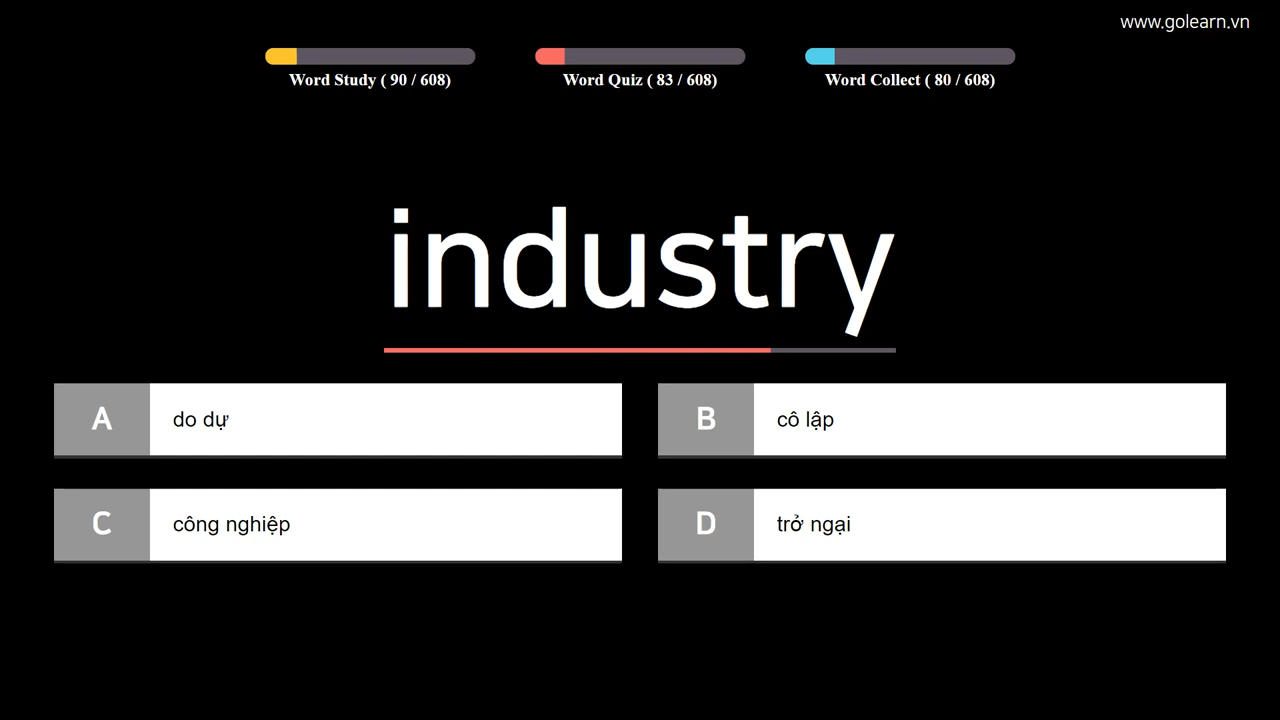 www.golearn.vn
Word Study ( 90 / 608)
Word Quiz ( 83 / 608)
Word Collect ( 80 / 608)
industry
A do dự
B cô lập
C công nghiệp
D trở ngại